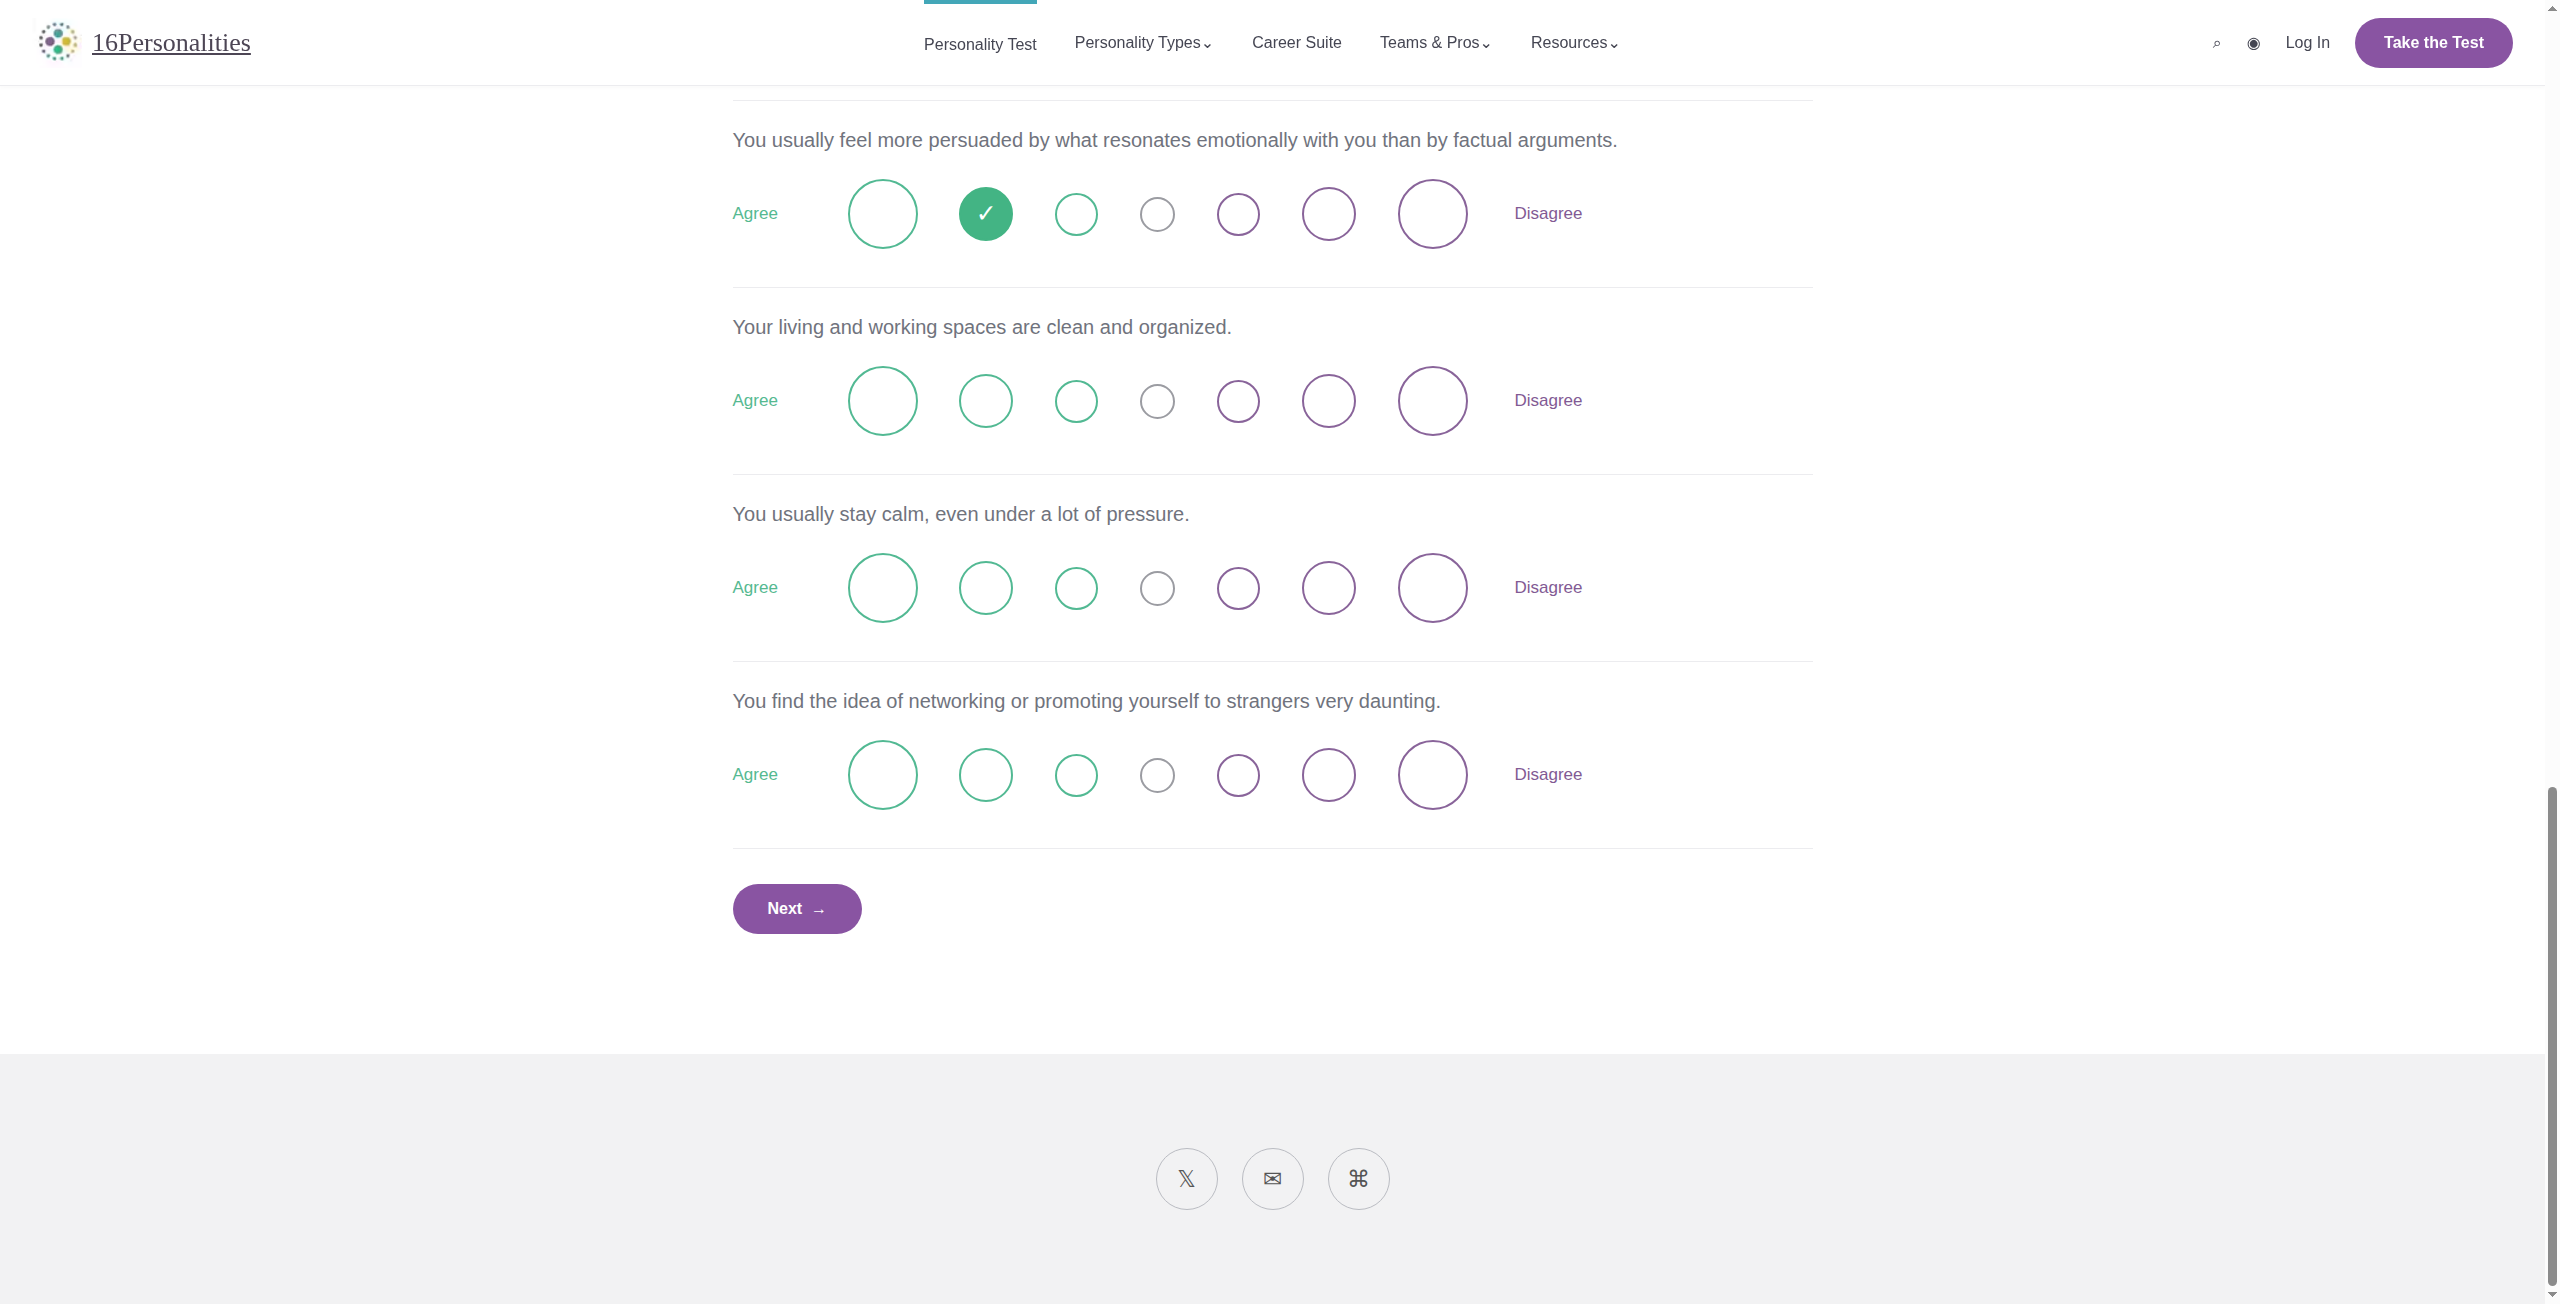 16Personalities
Personality Test Personality Types Career Suite Teams & Pros Resources Log In Take the Test
You usually feel more persuaded by what resonates emotionally with you than by factual arguments.
Agree Disagree
Your living and working spaces are clean and organized.
Agree Disagree
You usually stay calm, even under a lot of pressure.
Agree Disagree
You find the idea of networking or promoting yourself to strangers very daunting.
Agree Disagree
Next →